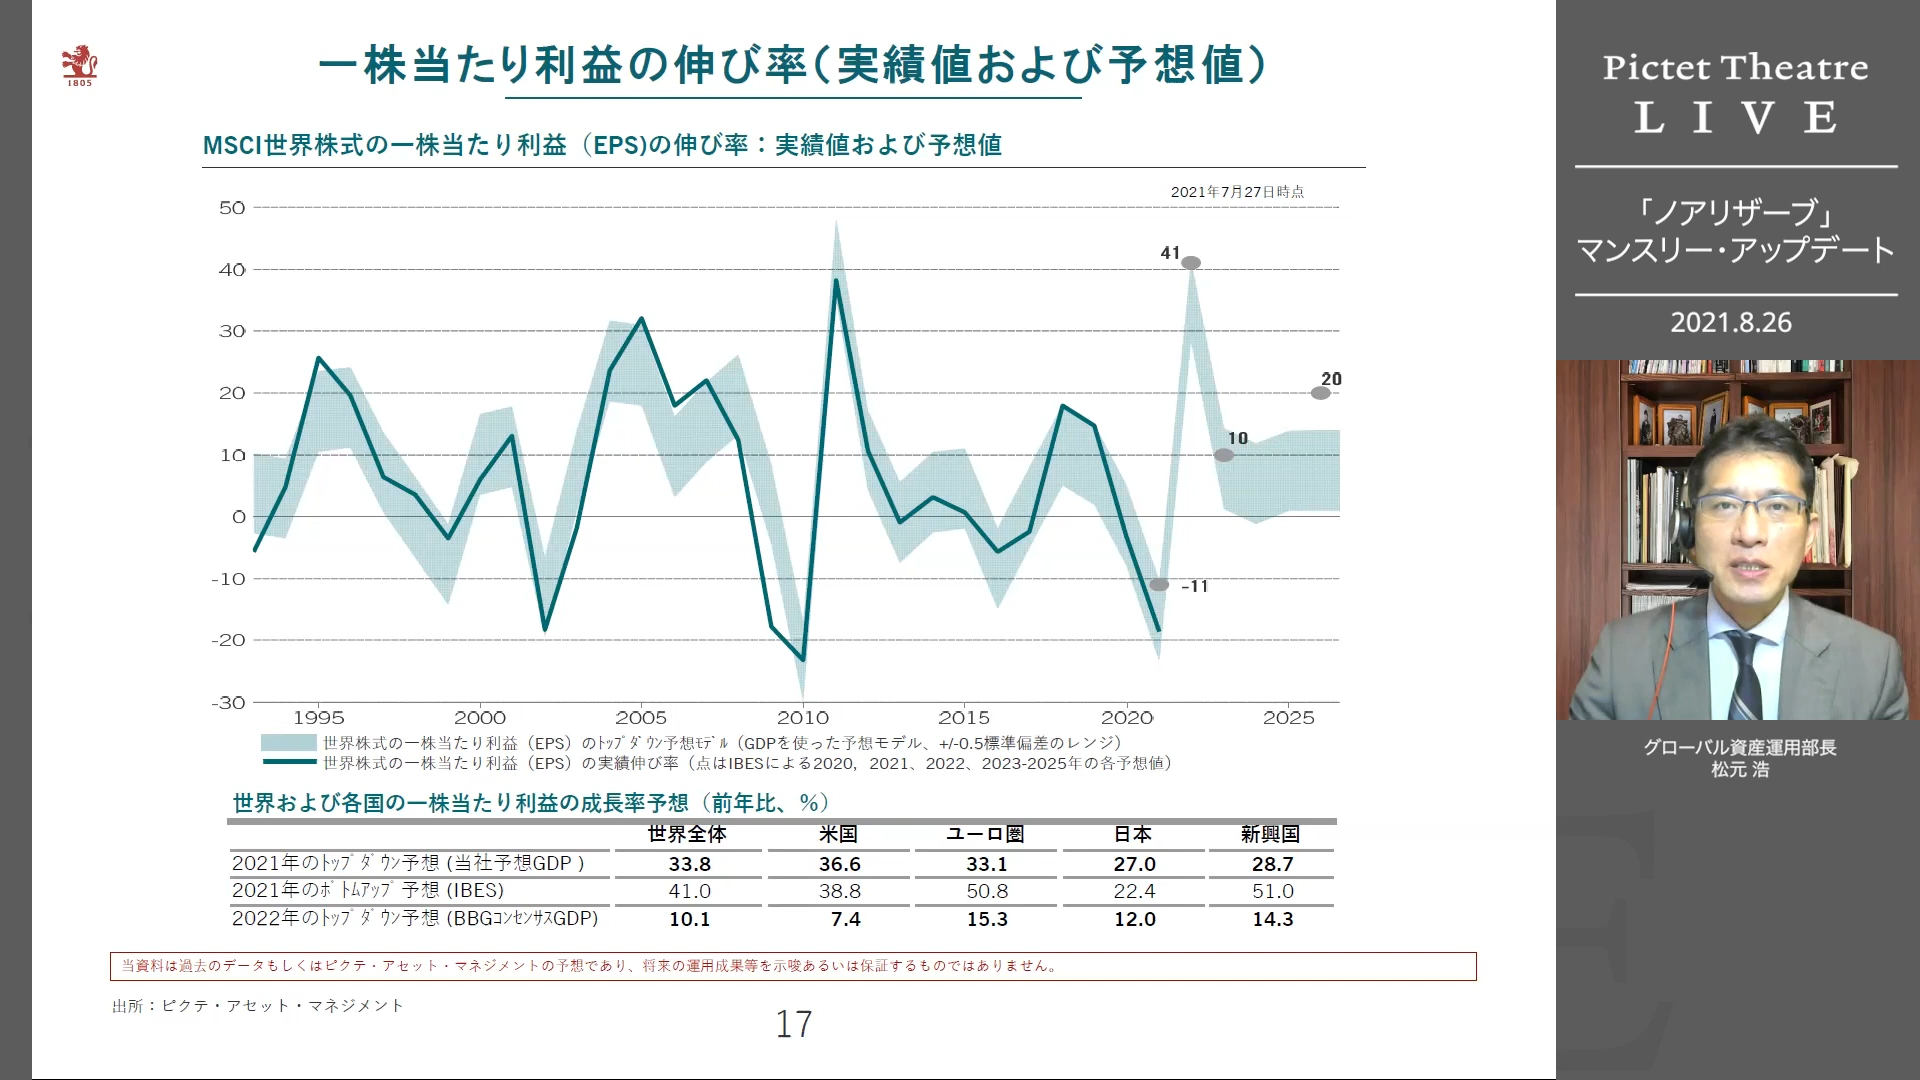 1805
一株当たり利益の伸び率（実績値および予想値）
MSCI世界株式の一株当たり利益（EPS)の伸び率：実績値および予想値
2021年7月27日時点
50
40
30
20
10
0
-10
-20
-30
41
20
10
-11
1995 2000 2005 2010 2015 2020 2025
世界株式の一株当たり利益（EPS）のﾄｯﾌﾟﾀﾞｳﾝ予想ﾓﾃﾞﾙ（GDPを使った予想モデル、+/-0.5標準偏差のレンジ）
世界株式の一株当たり利益（EPS）の実績伸び率（点はIBESによる2020, 2021、2022、2023-2025年の各予想値）
世界および各国の一株当たり利益の成長率予想（前年比、%）
世界全体 米国 ユーロ圏 日本 新興国
2021年のﾄｯﾌﾟﾀﾞｳﾝ予想 (当社予想GDP ) 33.8 36.6 33.1 27.0 28.7
2021年のﾎﾞﾄﾑｱｯﾌﾟ予想 (IBES) 41.0 38.8 50.8 22.4 51.0
2022年のﾄｯﾌﾟﾀﾞｳﾝ予想 (BBGｺﾝｾﾝｻｽGDP) 10.1 7.4 15.3 12.0 14.3
当資料は過去のデータもしくはピクテ・アセット・マネジメントの予想であり、将来の運用成果等を示唆あるいは保証するものではありません。
出所：ピクテ・アセット・マネジメント
17
Pictet Theatre
LIVE
「ノアリザーブ」
マンスリー・アップデート
2021.8.26
グローバル資産運用部長
松元 浩